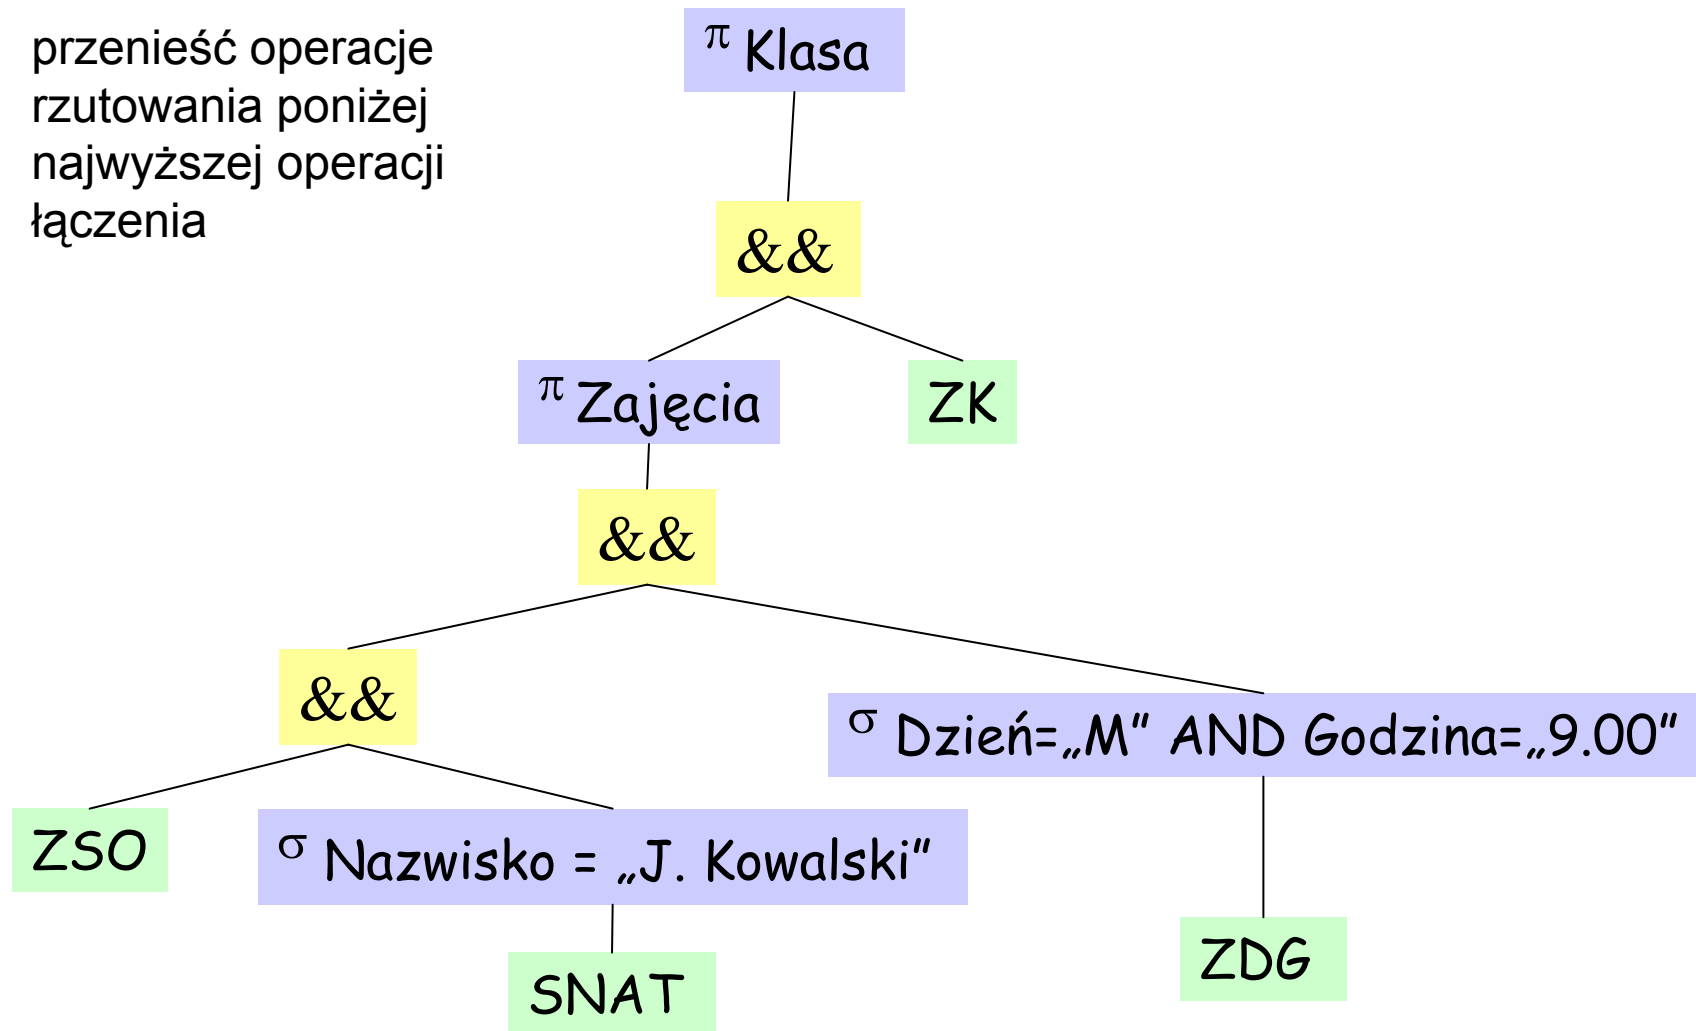 przenieść operacje
rzutowania poniżej
najwyższej operacji
łączenia
π Klasa
&&
π Zajęcia
ZK
&&
&&
σ Dzień=„M” AND Godzina=„9.00”
ZSO
σ Nazwisko = „J. Kowalski”
ZDG
SNAT